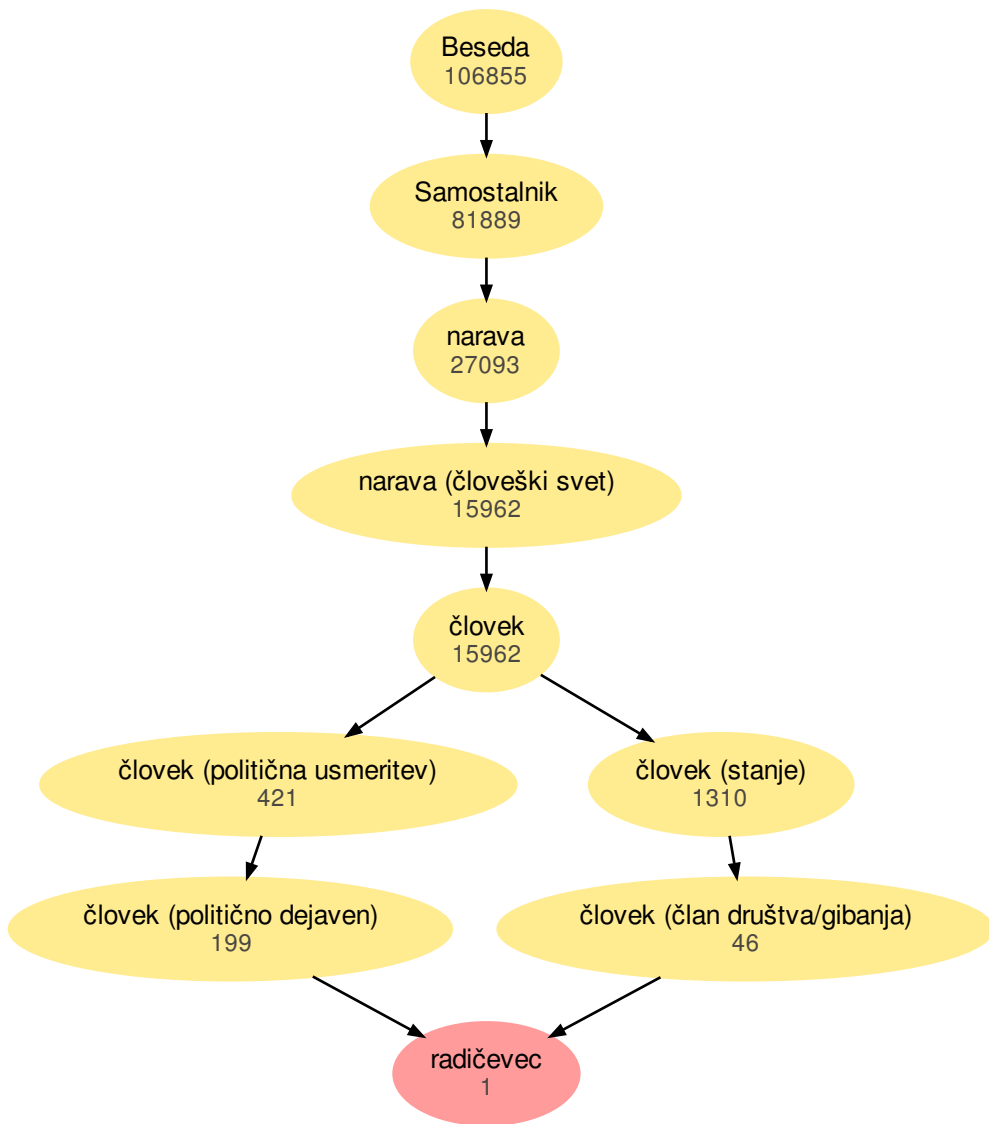 Beseda
106855
Samostalnik
81889
narava
27093
narava (človeški svet)
15962
človek
15962
človek (politična usmeritev)
421
človek (stanje)
1310
človek (politično dejaven)
199
človek (član društva/gibanja)
46
radičevec
1